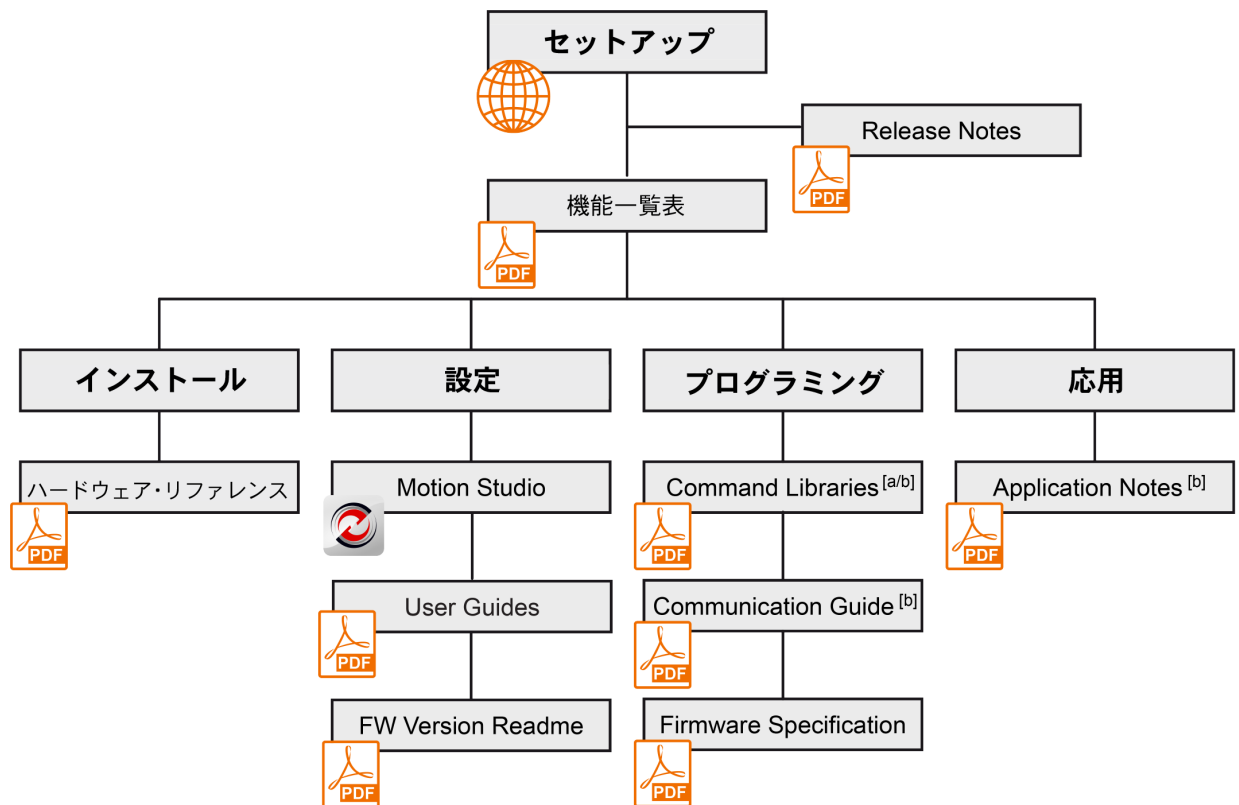 セットアップ
Release Notes
PDF
機能一覧表
PDF
インストール
設定
プログラミング
応用
ハードウェア・リファレンス
Motion Studio
Command Libraries [a/b]
Application Notes [b]
PDF
PDF
PDF
User Guides
Communication Guide [b]
PDF
PDF
FW Version Readme
Firmware Specification
PDF
PDF